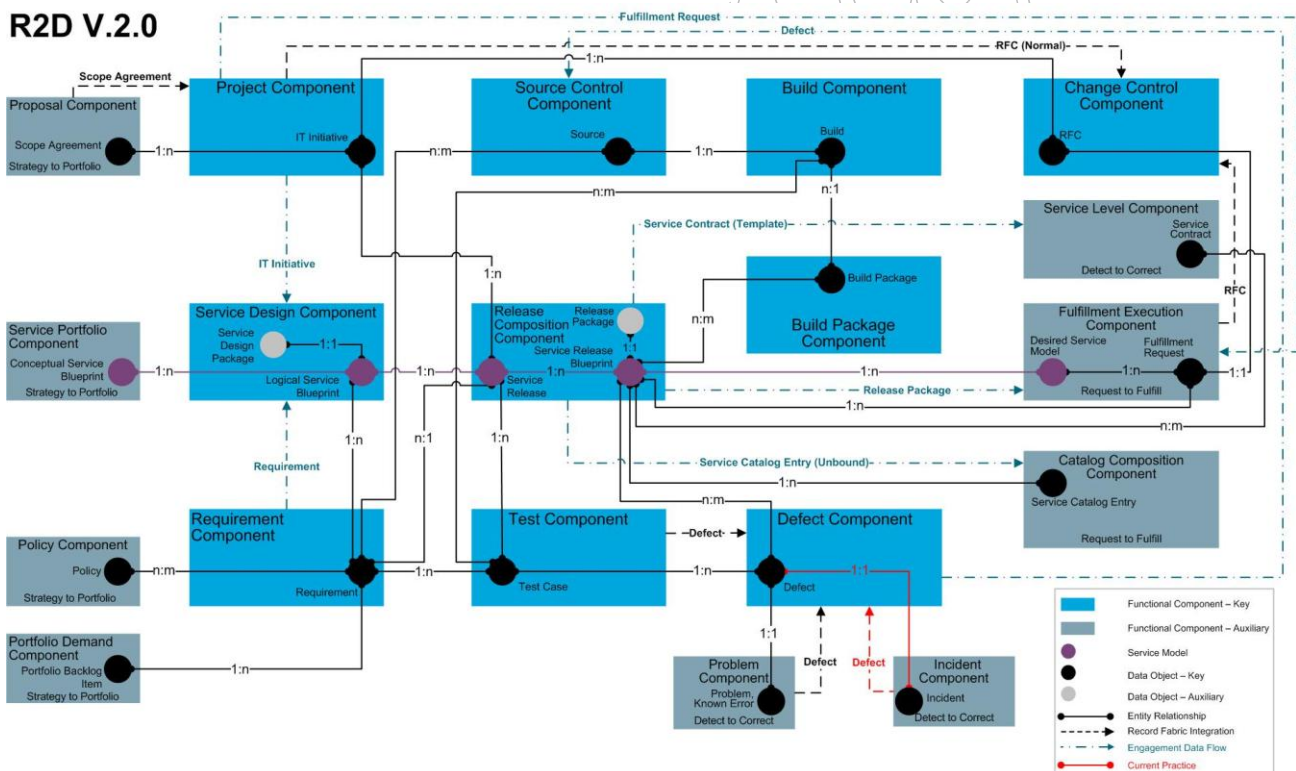 R2D V.2.0
Fulfillment Request
Defect
RFC (Normal)
1:n
Scope Agreement
Proposal Component
Scope Agreement
Strategy to Portfolio
1:n
Project Component
IT Initiative
n:m
Source Control
Component
Source
1:n
Build Component
Build
Change Control
Component
RFC
n:m
n:1
Service Contract (Template)
Service Level Component
Service
Contract
Detect to Correct
IT Initiative
1:n
Build Package
Build Package
Component
n:m
RFC
Service Portfolio
Component
Conceptual Service
Blueprint
Strategy to Portfolio
1:n
Service Design Component
Service
Design
Package
1:1
Logical Service
Blueprint
1:n
Release
Composition
Component
Release
Package
1:1
Service Release
Blueprint
1:n
Service
Release
1:n
Release Package
1:n
Fulfillment Execution
Component
Desired Service
Model
Fulfillment
Request
1:n
1:1
Request to Fulfill
n:m
1:n
n:1
1:n
Requirement
Service Catalog Entry (Unbound)
1:n
Catalog Composition
Component
Service Catalog Entry
Request to Fulfill
n:m
Policy Component
Policy
Strategy to Portfolio
n:m
Requirement
Component
Requirement
1:n
Test Component
Test Case
Defect
1:n
Defect Component
1:1
Defect
Portfolio Demand
Component
Portfolio Backlog
Item
Strategy to Portfolio
1:n
1:1
Defect
Defect
Problem
Component
Problem,
Known Error
Detect to Correct
Incident
Component
Incident
Detect to Correct
Functional Component – Key
Functional Component – Auxiliary
Service Model
Data Object – Key
Data Object – Auxiliary
Entity Relationship
Record Fabric Integration
Engagement Data Flow
Current Practice